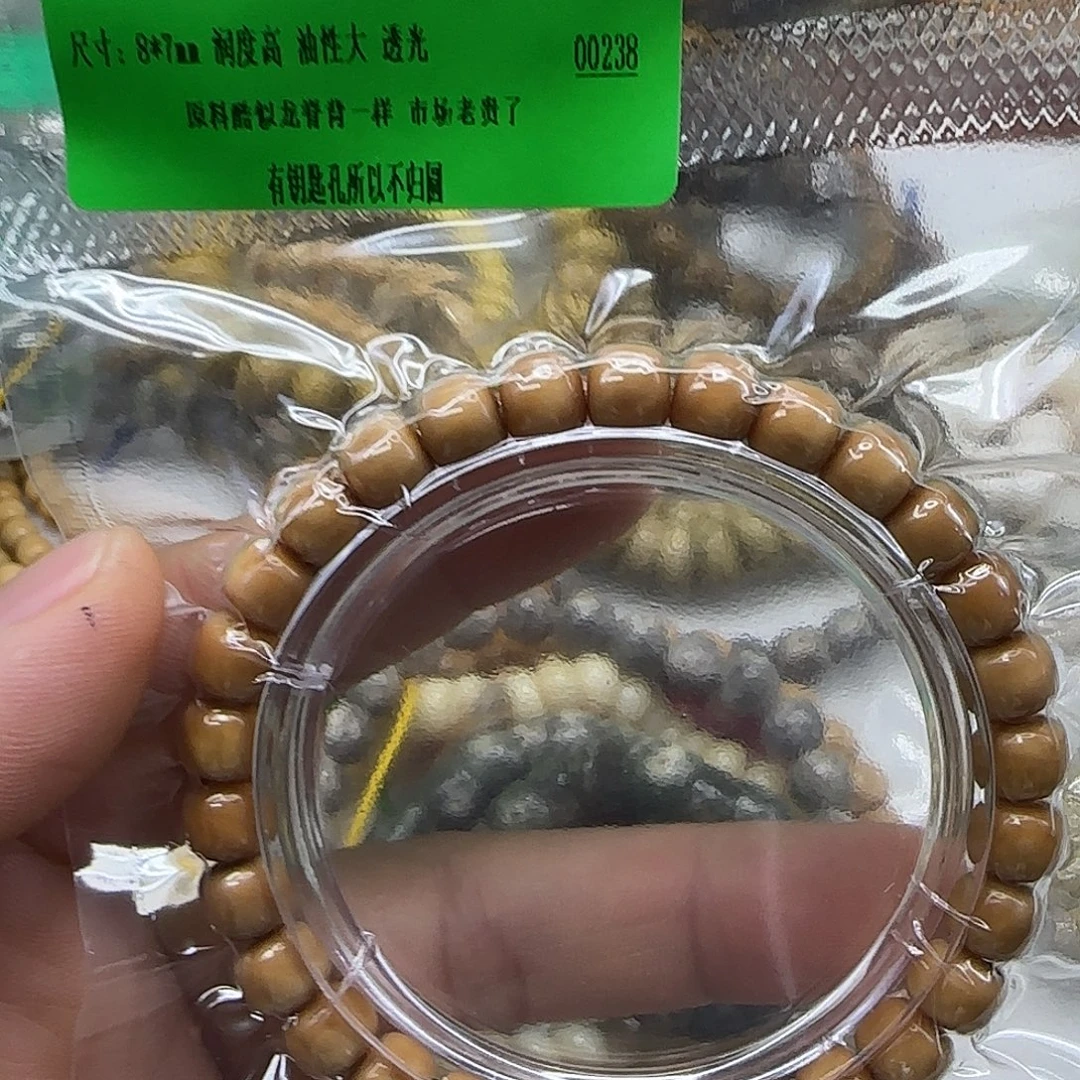 尺寸：8*7mm 润度高 油性大 透光 00238
原料酷似龙脊背一样 市场老贵了
有钥匙孔所以不归圆